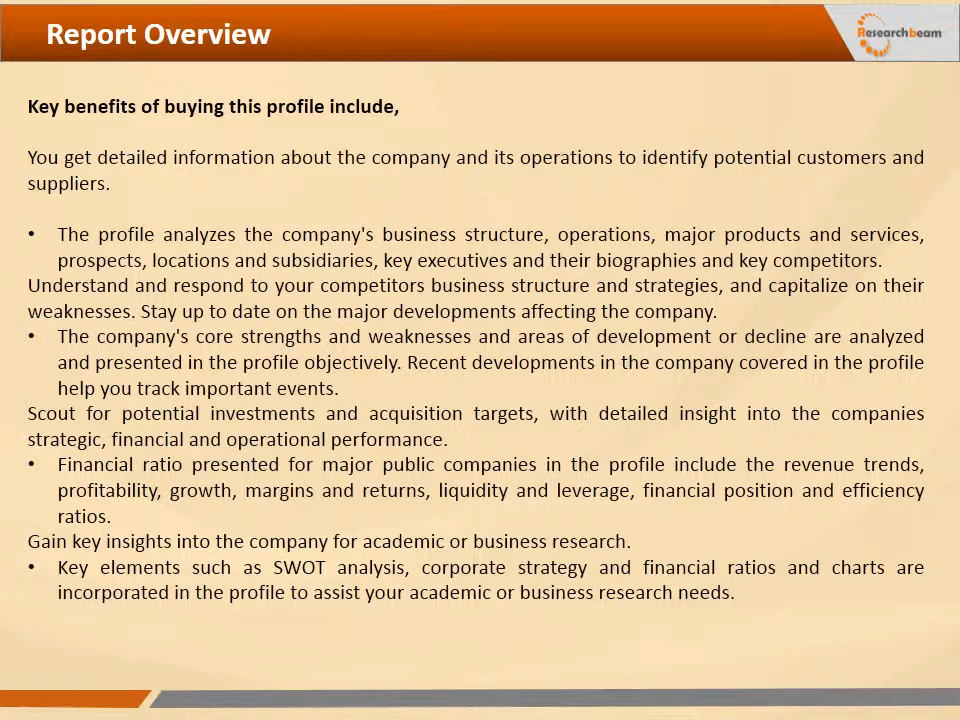 Report Overview
Researchbeam
Key benefits of buying this profile include,
You get detailed information about the company and its operations to identify potential customers and
suppliers.
• The profile analyzes the company's business structure, operations, major products and services,
prospects, locations and subsidiaries, key executives and their biographies and key competitors.
Understand and respond to your competitors business structure and strategies, and capitalize on their
weaknesses. Stay up to date on the major developments affecting the company.
• The company's core strengths and weaknesses and areas of development or decline are analyzed
and presented in the profile objectively. Recent developments in the company covered in the profile
help you track important events.
Scout for potential investments and acquisition targets, with detailed insight into the companies
strategic, financial and operational performance.
• Financial ratio presented for major public companies in the profile include the revenue trends,
profitability, growth, margins and returns, liquidity and leverage, financial position and efficiency
ratios.
Gain key insights into the company for academic or business research.
• Key elements such as SWOT analysis, corporate strategy and financial ratios and charts are
incorporated in the profile to assist your academic or business research needs.